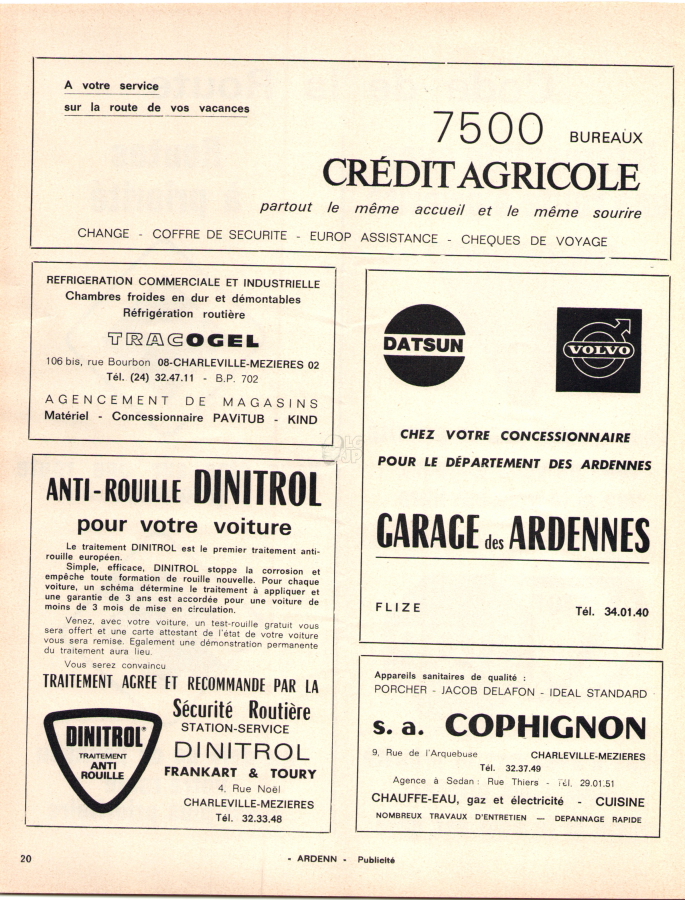 A votre service
sur la route de vos vacances
7500 BUREAUX
CRÉDIT AGRICOLE
partout le même accueil et le même sourire
CHANGE - COFFRE DE SECURITE - EUROP ASSISTANCE - CHEQUES DE VOYAGE
REFRIGERATION COMMERCIALE ET INDUSTRIELLE
Chambres froides en dur et démontables
Réfrigération routière
TRACOGEL
106 bis, rue Bourbon 08-CHARLEVILLE-MEZIERES 02
Tél. (24) 32.47.11 - B.P. 702
AGENCEMENT DE MAGASINS
Matériel - Concessionnaire PAViTUB - KIND
ANTI-ROUILLE DINITROL
pour votre voiture
Le traitement DINITROL est le premier traitement anti-
rouille européen.
Simple, efficace, DINITROL stoppe la corrosion et
empêche toute formation de rouille nouvelle. Pour chaque
voiture, un schéma détermine le traitement à appliquer et
une garantie de 3 ans est accordée pour une voiture de
moins de 3 mois de mise en circulation.
Venez, avec votre voiture, un test-rouille gratuit vous
sera offert et une carte attestant de l'état de votre voiture
vous sera remise. Egalement une démonstration permanente
du traitement aura lieu.
Vous serez convaincu
TRAITEMENT AGREE ET RECOMMANDE PAR LA
Sécurité Routière
STATION-SERVICE
DINITROL
FRANKART & TOURY
4, Rue Noël
CHARLEVILLE-MEZIERES
Tél. 32.33.48
DINITROL®
TRAITEMENT
ANTI
ROUILLE
DATSUN
VOLVO
CHEZ VOTRE CONCESSIONNAIRE
POUR LE DÉPARTEMENT DES ARDENNES
GARAGE des ARDENNES
FLIZE Tél. 34.01.40
Appareils sanitaires de qualité :
PORCHER - JACOB DELAFON - IDEAL STANDARD
s. a. COPHIGNON
9, Rue de l'Arquebuse CHARLEVILLE-MEZIERES
Tél. 32.37.49
Agence à Sedan : Rue Thiers - Tél. 29.01.51
CHAUFFE-EAU, gaz et électricité - CUISINE
NOMBREUX TRAVAUX D'ENTRETIEN — DEPANNAGE RAPIDE
20 - ARDENN - Publicité